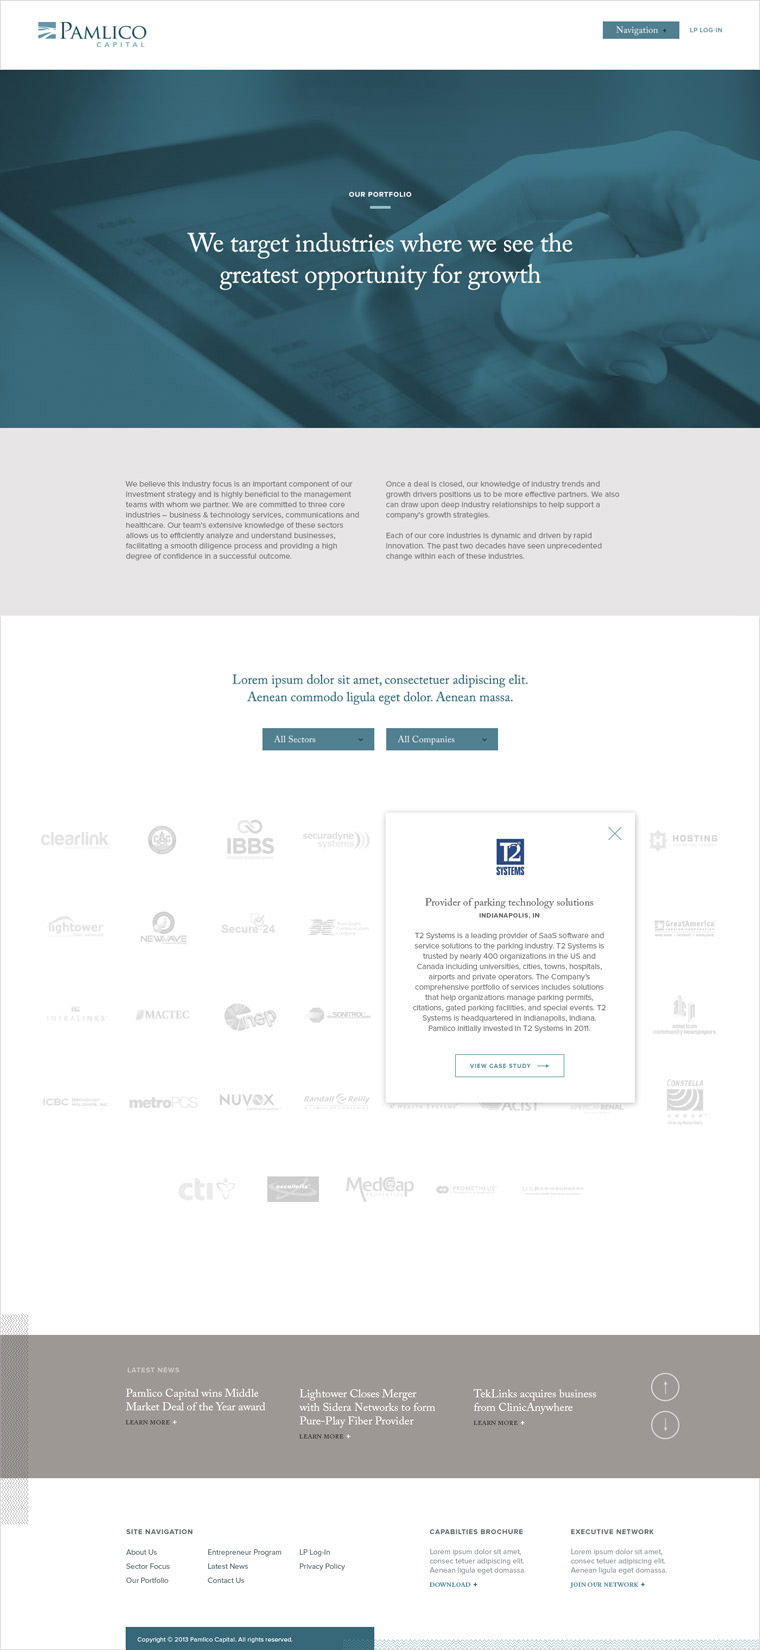 PAMLICO
CAPITAL
Navigation +
LP LOG-IN
OUR PORTFOLIO
We target industries where we see the
greatest opportunity for growth
We believe this industry focus is an important component of our
investment strategy and is highly beneficial to the management
teams with whom we partner. We are committed to three core
industries – business & technology services, communications and
healthcare. Our team's extensive knowledge of these sectors
allows us to efficiently analyze and understand businesses,
facilitating a smooth diligence process and providing a high
degree of confidence in a successful outcome.
Once a deal is closed, our knowledge of industry trends and
growth drivers positions us to be more effective partners. We also
can draw upon deep industry relationships to help support a
company's growth strategies.
Each of our core industries is dynamic and driven by rapid
innovation. The past two decades have seen unprecedented
change within each of these industries.
Lorem ipsum dolor sit amet, consectetuer adipiscing elit.
Aenean commodo ligula eget dolor. Aenean massa.
All Sectors
All Companies
clearlink
IBBS
securadyne
systems
HOSTING
T2
SYSTEMS
Provider of parking technology solutions
INDIANAPOLIS, IN
T2 Systems is a leading provider of SaaS software and
service solutions to the parking industry. T2 Systems is
trusted by nearly 400 organizations in the US and
Canada including universities, cities, towns, hospitals,
airports and private operators. The Company's
comprehensive portfolio of services includes solutions
that help organizations manage parking permits,
citations, gated parking facilities, and special events. T2
Systems is headquartered in Indianapolis, Indiana.
Pamlico initially invested in T2 Systems in 2011.
VIEW CASE STUDY
lightower
NEWWAVE
Secure-24
GreatAmerica
INTRALINKS
MACTEC
nep
SONITROL
acp
american
community newspapers
ICBC
metroPCS
NUVOX
Randall Reilly
ACIST
RENAL
CONSTELLA
cti
accellent
MedCap
PROMETHEUS
LATEST NEWS
Pamlico Capital wins Middle
Market Deal of the Year award
LEARN MORE +
Lightower Closes Merger
with Sidera Networks to form
Pure-Play Fiber Provider
LEARN MORE +
TekLinks acquires business
from ClinicAnywhere
LEARN MORE +
SITE NAVIGATION
About Us
Sector Focus
Our Portfolio
Entrepreneur Program
Latest News
Contact Us
LP Log-In
Privacy Policy
CAPABILTIES BROCHURE
Lorem ipsum dolor sit amet,
consec tetuer adipiscing elit.
Aenean ligula eget domassa.
DOWNLOAD +
EXECUTIVE NETWORK
Lorem ipsum dolor sit amet,
consec tetuer adipiscing elit.
Aenean ligula eget domassa.
JOIN OUR NETWORK +
Copyright © 2013 Pamlico Capital. All rights reserved.